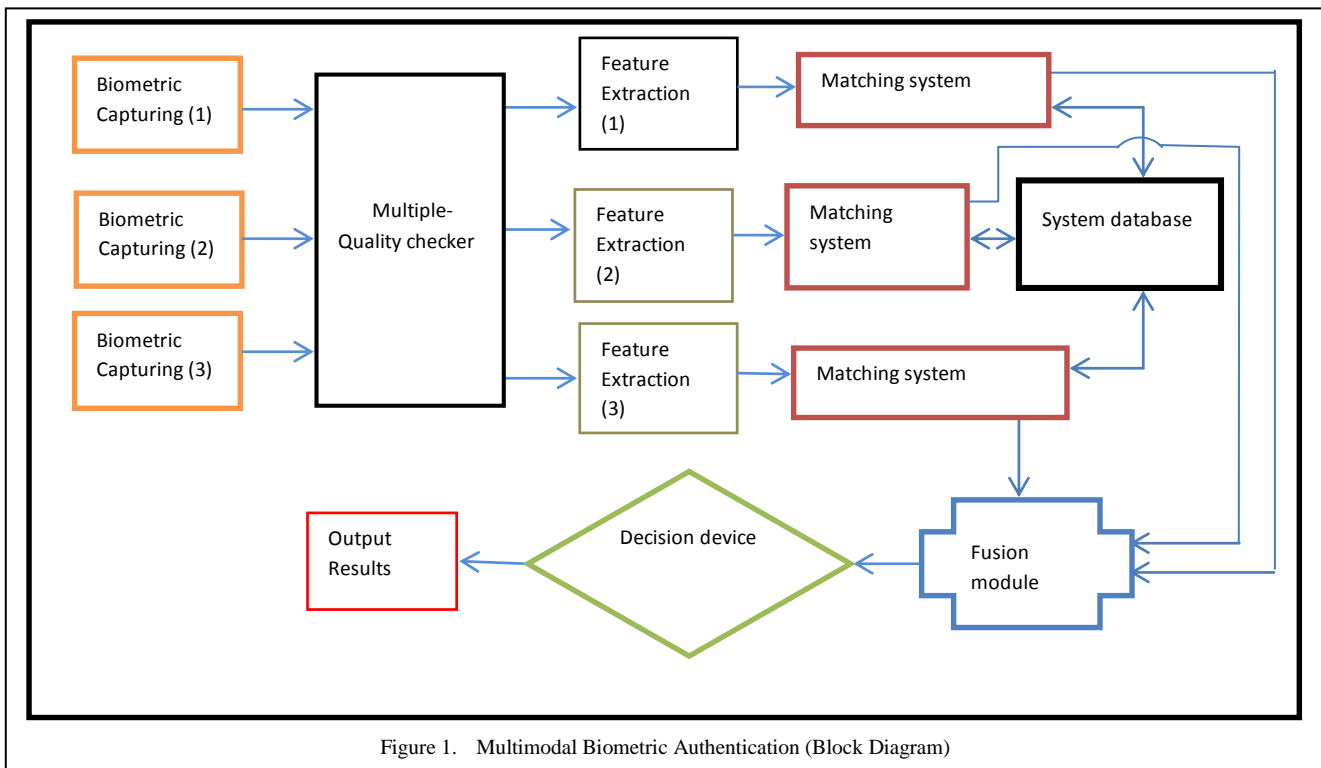 Biometric
Capturing (1)
Multiple-
Quality checker
Feature
Extraction
(1)
Matching system
Biometric
Capturing (2)
Feature
Extraction
(2)
Matching
system
System database
Biometric
Capturing (3)
Feature
Extraction
(3)
Matching system
Output
Results
Decision device
Fusion
module
Figure 1. Multimodal Biometric Authentication (Block Diagram)